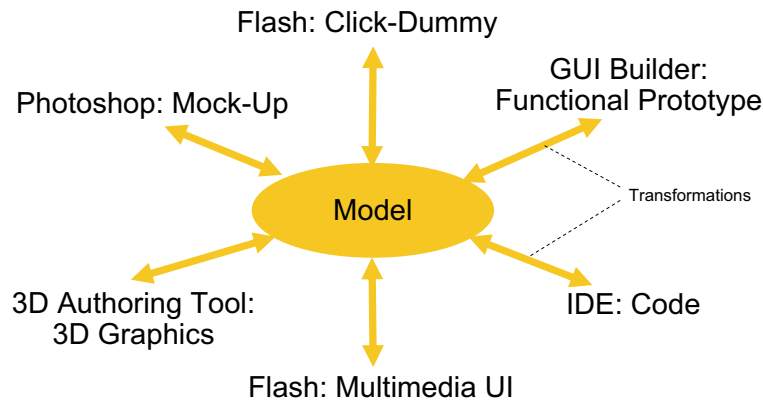 Flash: Click-Dummy
GUI Builder:
Functional Prototype
Photoshop: Mock-Up
Transformations
Model
3D Authoring Tool:
3D Graphics
IDE: Code
Flash: Multimedia UI